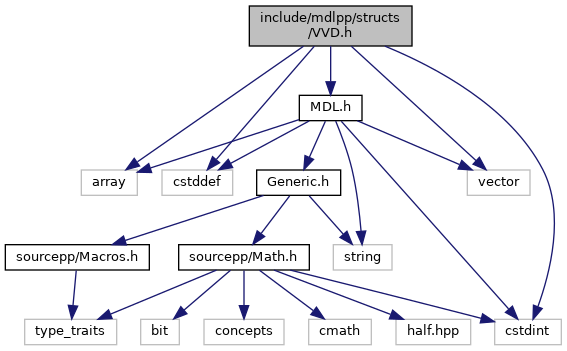 include/mdlpp/structs
/VVD.h
MDL.h
array
cstddef
Generic.h
vector
sourcepp/Macros.h
sourcepp/Math.h
string
type_traits
bit
concepts
cmath
half.hpp
cstdint